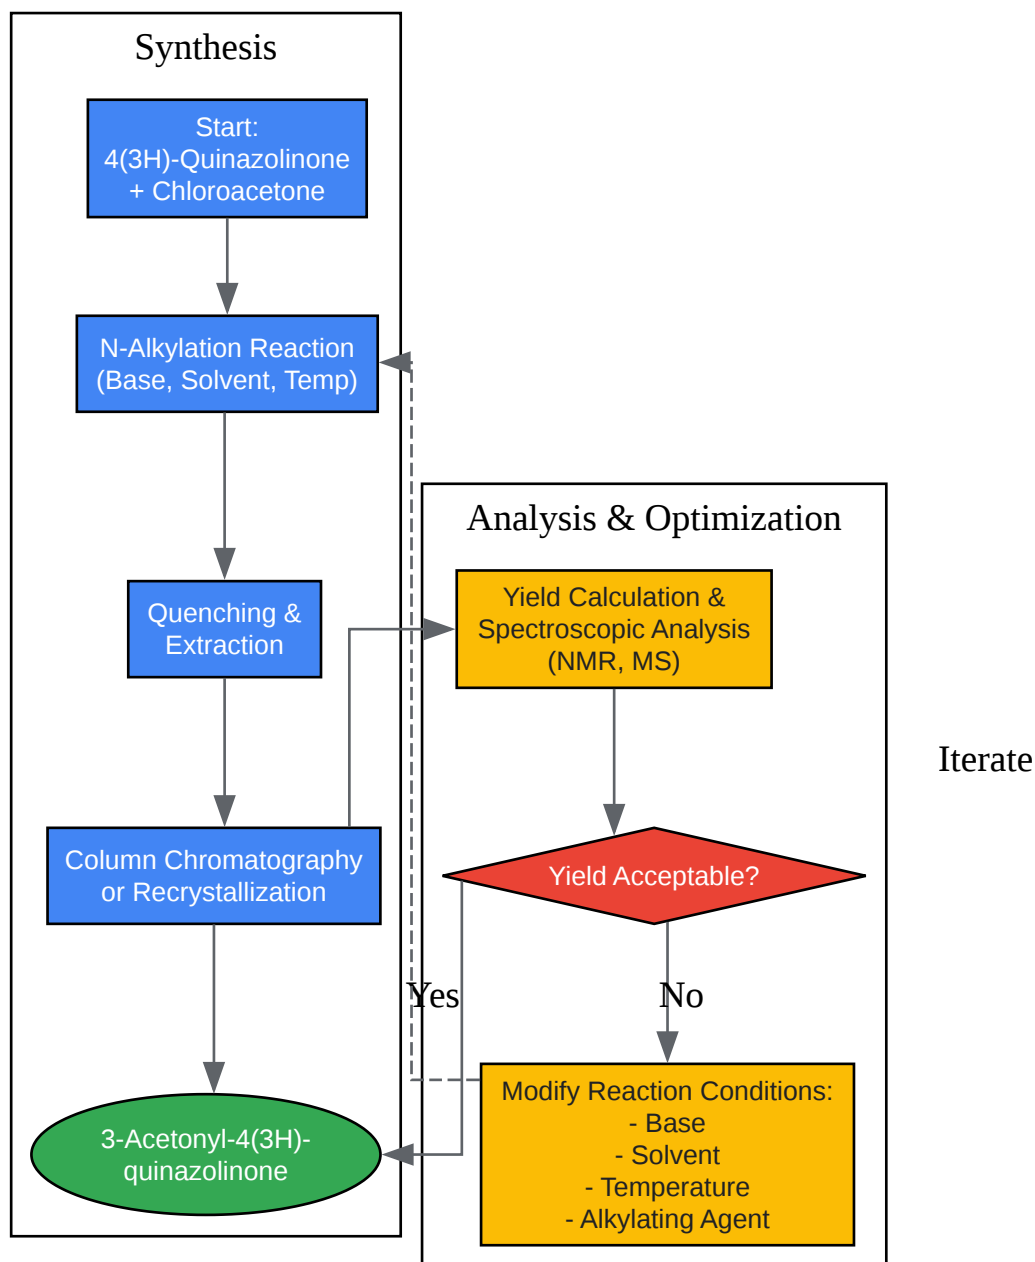 Synthesis
Start:
4(3H)-Quinazolinone
+ Chloroacetone
N-Alkylation Reaction
(Base, Solvent, Temp)
Quenching &
Extraction
Column Chromatography
or Recrystallization
3-Acetonyl-4(3H)-
quinazolinone
Analysis & Optimization
Yield Calculation &
Spectroscopic Analysis
(NMR, MS)
Yield Acceptable?
Yes
No
Modify Reaction Conditions:
- Base
- Solvent
- Temperature
- Alkylating Agent
Iterate